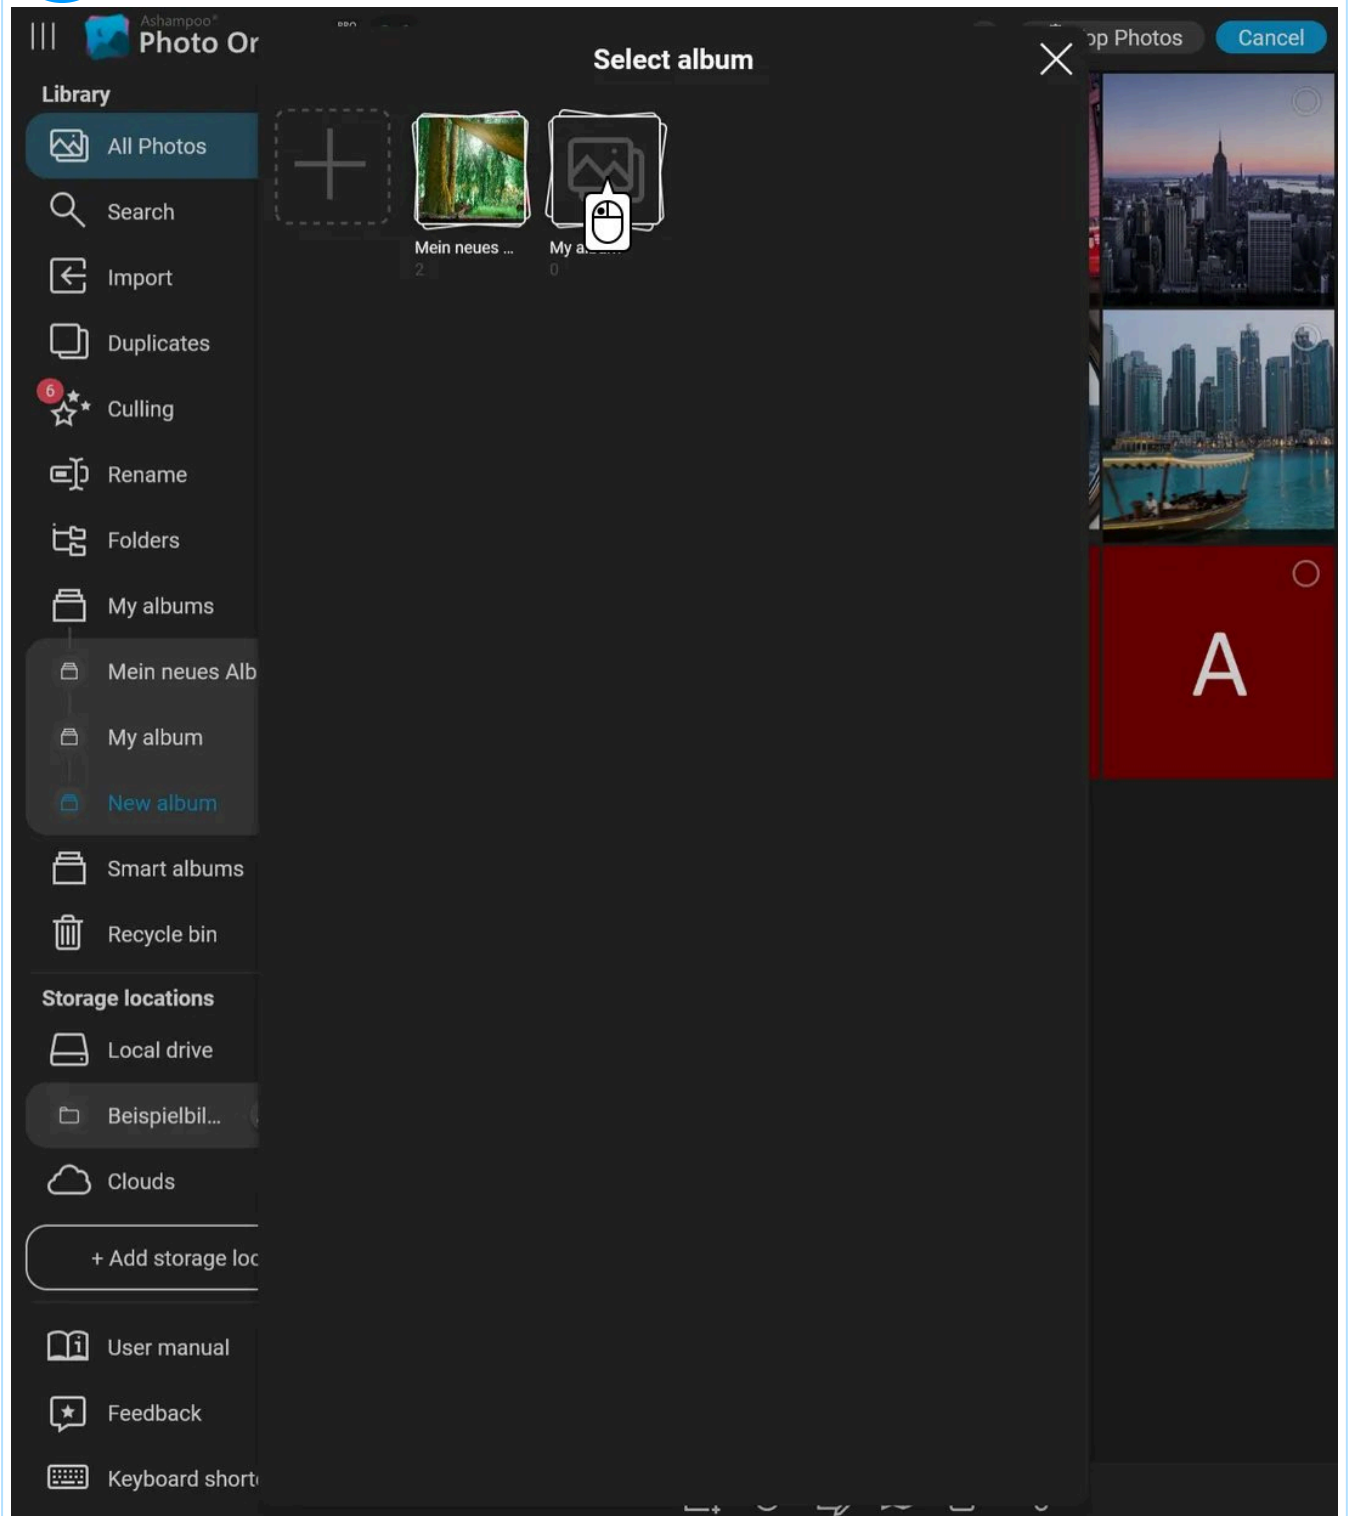 Ashampoo®
Photo Or
PRO
Select album
op Photos
Cancel
Library
All Photos
Search
Import
Duplicates
6
Culling
Rename
Folders
My albums
Mein neues Alb
My album
New album
Smart albums
Recycle bin
Storage locations
Local drive
Beispielbil...
Clouds
+ Add storage loc
User manual
Feedback
Keyboard short
Mein neues ...
2
My a
0
A